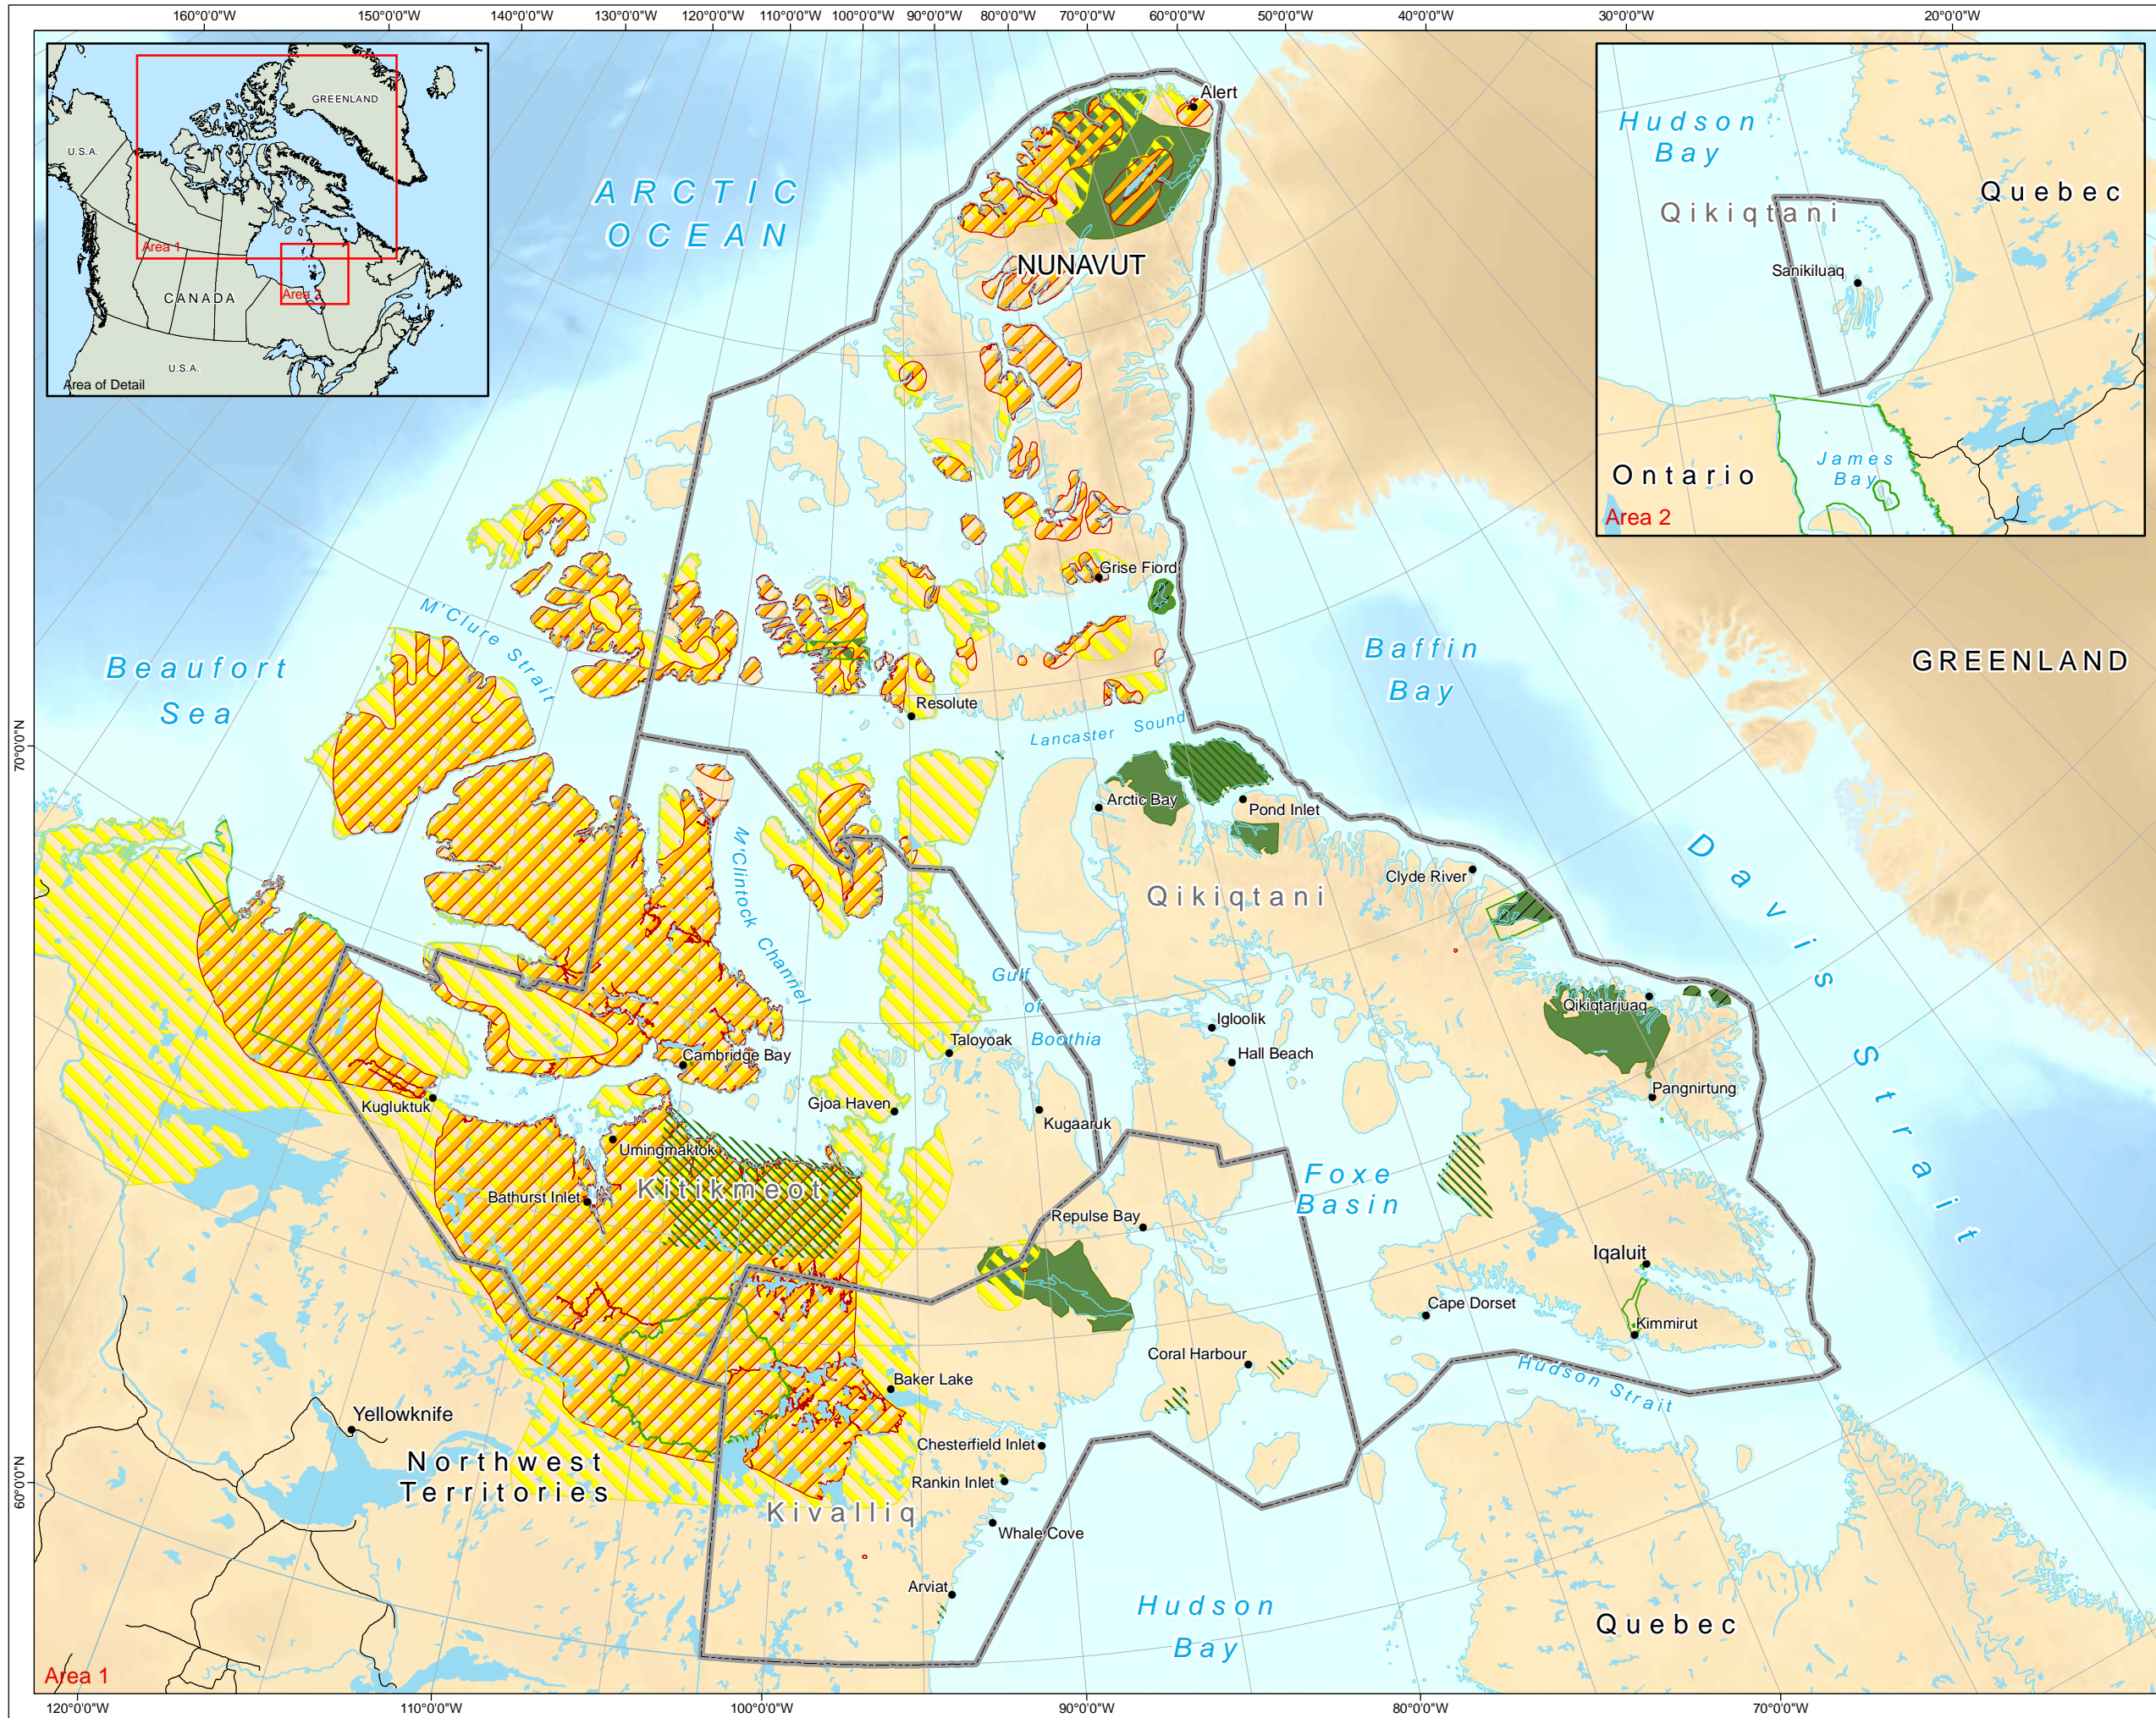 160°0'0"W
150°0'0"W
140°0'0"W
130°0'0"W
120°0'0"W
110°0'0"W
100°0'0"W
90°0'0"W
80°0'0"W
70°0'0"W
60°0'0"W
50°0'0"W
40°0'0"W
30°0'0"W
20°0'0"W
GREENLAND
U.S.A.
Area 1
Area 2
CANADA
U.S.A.
Area of Detail
Hudson
Bay
Quebec
Qikiqtani
Sanikiluaq
James
Bay
Ontario
Area 2
Alert
ARCTIC
OCEAN
NUNAVUT
Grise Fiord
M'Clure Strait
Beaufort
Sea
Baffin
Bay
GREENLAND
Resolute
Lancaster Sound
70°0'0"N
Arctic Bay
Pond Inlet
M'Clintock Channel
Clyde River
Qikiqtani
Davis Strait
Gulf
of
Boothia
Qikiqtarjuaq
Igloolik
Taloyoak
Hall Beach
Cambridge Bay
Pangnirtung
Kugluktuk
Gjoa Haven
Kugaaruk
Umingmaktok
Kitikmeot
Bathurst Inlet
Foxe
Basin
Repulse Bay
Iqaluit
Cape Dorset
Kimmirut
Coral Harbour
Hudson Strait
Baker Lake
Yellowknife
Chesterfield Inlet
Northwest
Territories
Rankin Inlet
60°0'0"N
Kivalliq
Whale Cove
Arviat
Hudson
Bay
Quebec
Area 1
120°0'0"W
110°0'0"W
100°0'0"W
90°0'0"W
80°0'0"W
70°0'0"W